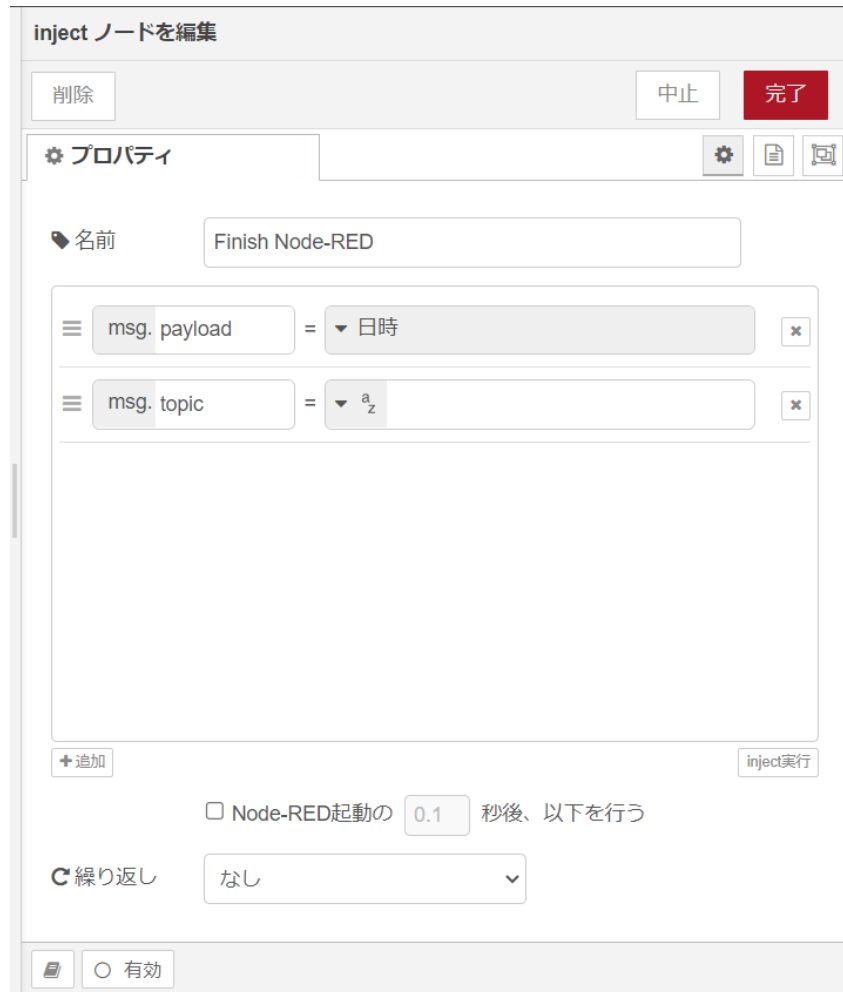 inject ノードを編集
削除 中止 完了
プロパティ
名前 Finish Node-RED
msg. payload = 日時
msg. topic = az
+追加 inject実行
Node-RED起動の 0.1 秒後、以下を行う
繰り返し なし
有効